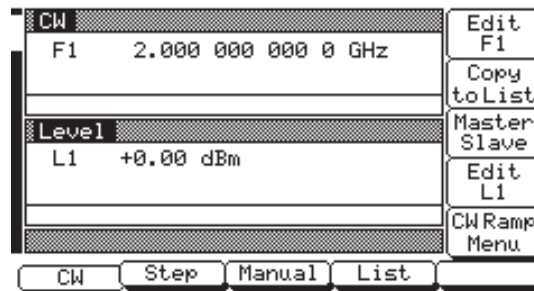 CW
F1 2.000 000 000 0 GHz
Level
L1 +0.00 dBm
Edit
F1
Copy
to List
Master
Slave
Edit
L1
CW Ramp
Menu
CW Step Manual List